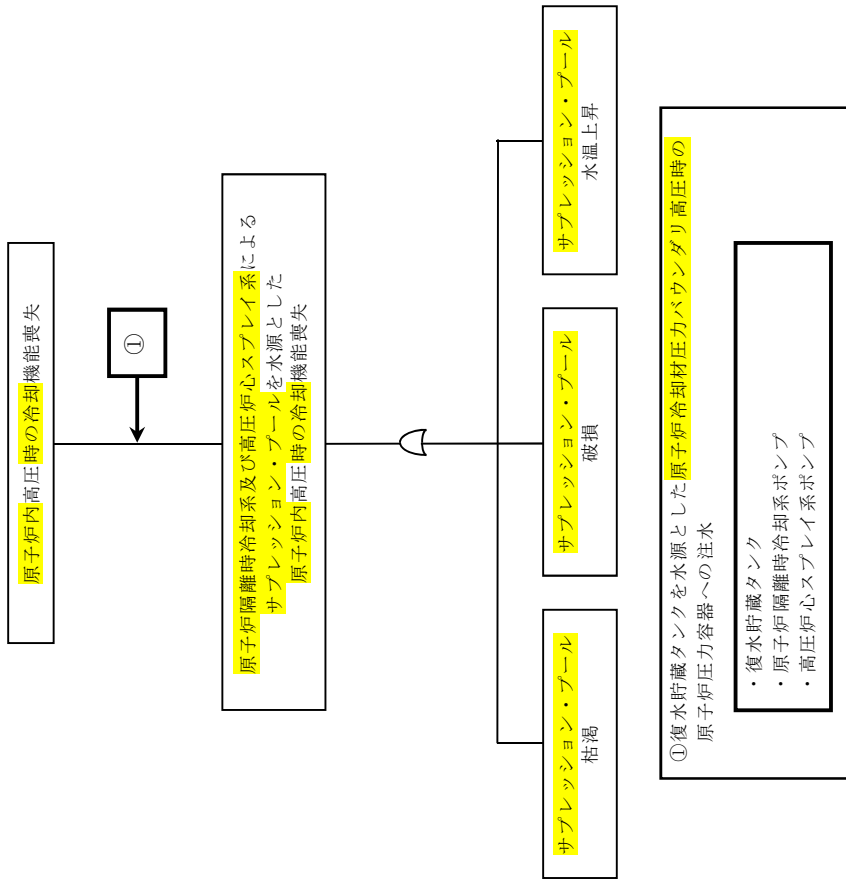 原子炉内高圧時の冷却機能喪失
①
原子炉隔離時冷却系及び高圧炉心スプレイ系による
サプレッション・プールを水源とした
原子炉内高圧時の冷却機能喪失
サプレッション・プール
枯渇
サプレッション・プール
破損
サプレッション・プール
水温上昇
①復水貯蔵タンクを水源とした原子炉冷却材圧力バウンダリ高圧時の
原子炉圧力容器への注水
・復水貯蔵タンク
・原子炉隔離時冷却系ポンプ
・高圧炉心スプレイ系ポンプ